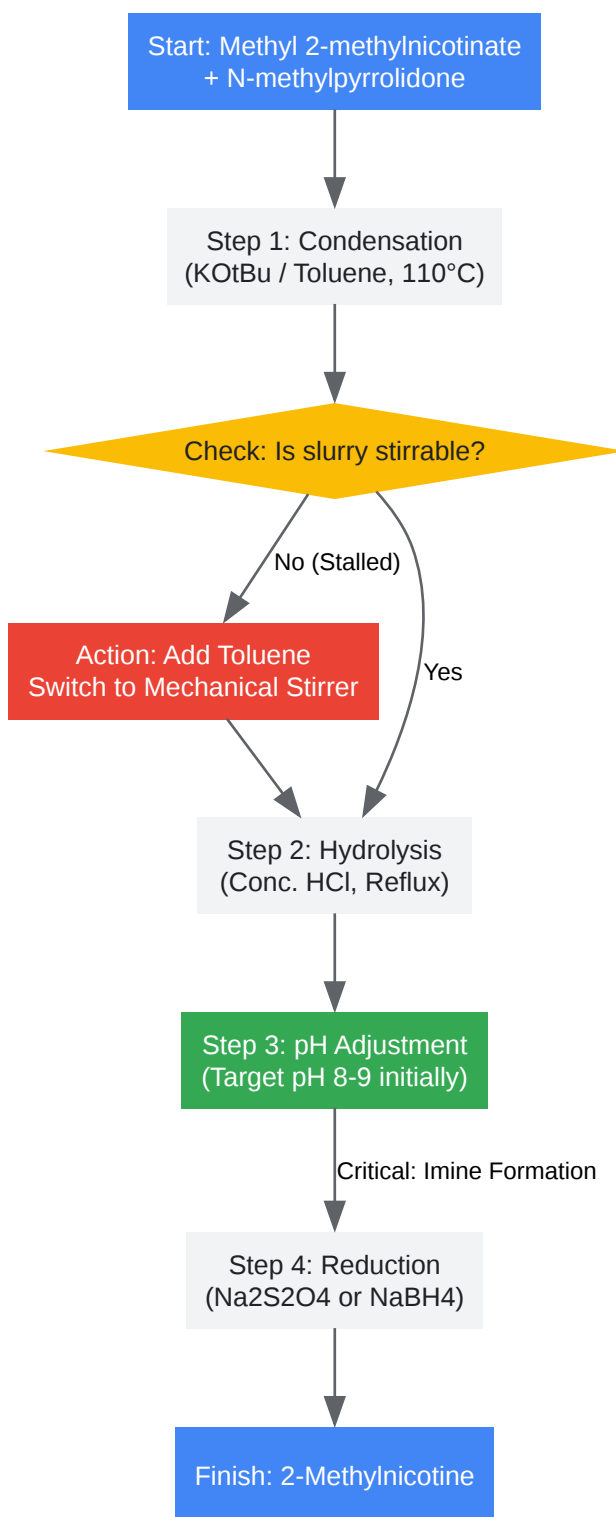 Start: Methyl 2-methylnicotinate
+ N-methylpyrrolidone
Step 1: Condensation
(KOtBu / Toluene, 110°C)
Check: Is slurry stirrable?
No (Stalled)
Action: Add Toluene
Switch to Mechanical Stirrer
Yes
Step 2: Hydrolysis
(Conc. HCl, Reflux)
Step 3: pH Adjustment
(Target pH 8-9 initially)
Critical: Imine Formation
Step 4: Reduction
(Na2S2O4 or NaBH4)
Finish: 2-Methylnicotine